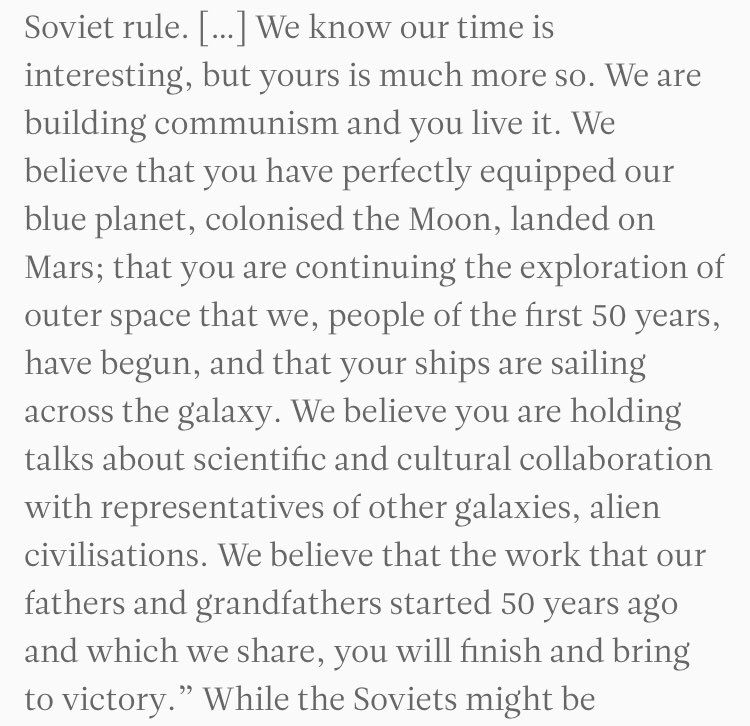 Soviet rule. […] We know our time is
interesting, but yours is much more so. We are
building communism and you live it. We
believe that you have perfectly equipped our
blue planet, colonised the Moon, landed on
Mars; that you are continuing the exploration of
outer space that we, people of the first 50 years,
have begun, and that your ships are sailing
across the galaxy. We believe you are holding
talks about scientific and cultural collaboration
with representatives of other galaxies, alien
civilisations. We believe that the work that our
fathers and grandfathers started 50 years ago
and which we share, you will finish and bring
to victory.” While the Soviets might be